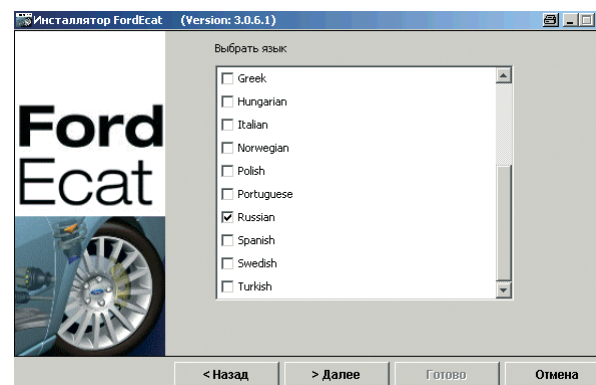 Инсталлятор FordEcat (Version: 3.0.6.1)
Выбрать язык
Greek
Hungarian
Italian
Norwegian
Polish
Portuguese
Russian
Spanish
Swedish
Turkish
Ford
Ecat
< Назад
> Далее
Готово
Отмена